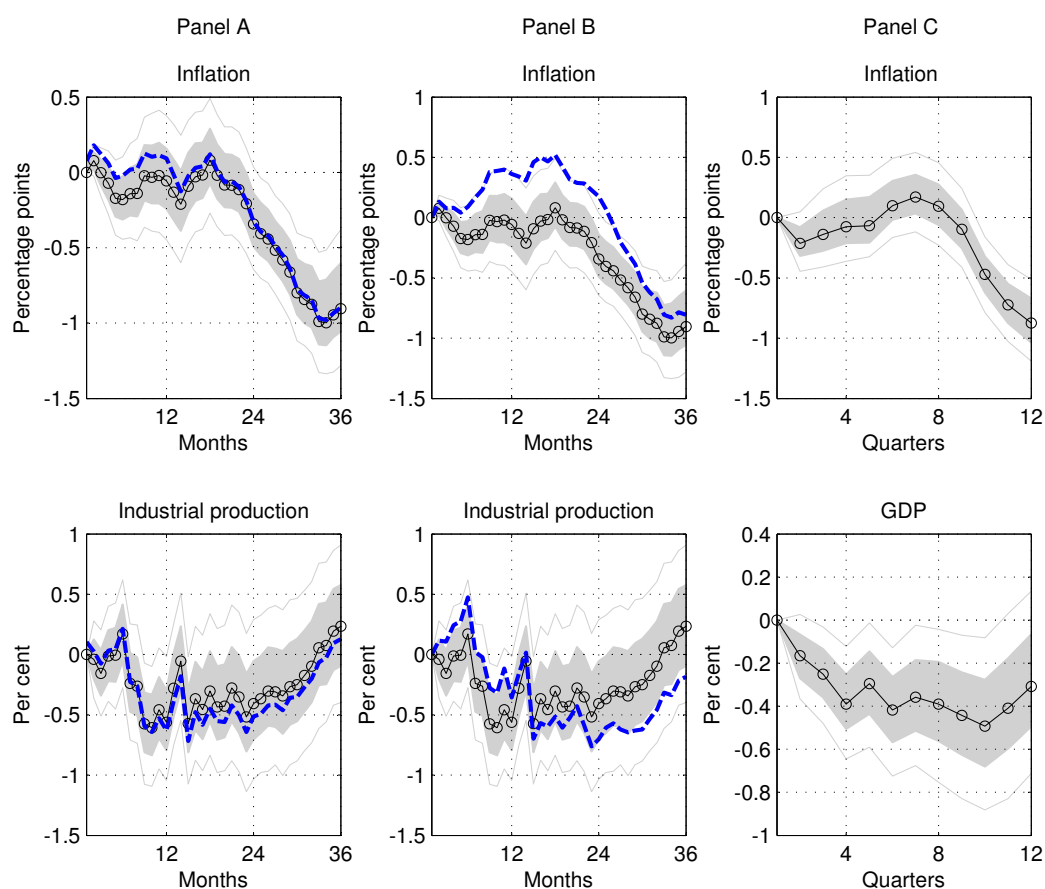 Panel A
Panel B
Panel C
Inflation
Inflation
Inflation
Percentage points
0.5
0
-0.5
-1
-1.5
12
24
36
Months
Percentage points
1
0.5
0
-0.5
-1
-1.5
12
24
36
Months
Percentage points
1
0.5
0
-0.5
-1
-1.5
4
8
12
Quarters
Industrial production
Industrial production
GDP
Per cent
1
0.5
0
-0.5
-1
-1.5
12
24
36
Months
Per cent
1
0.5
0
-0.5
-1
-1.5
12
24
36
Months
Per cent
0.4
0.2
0
-0.2
-0.4
-0.6
-0.8
-1
4
8
12
Quarters